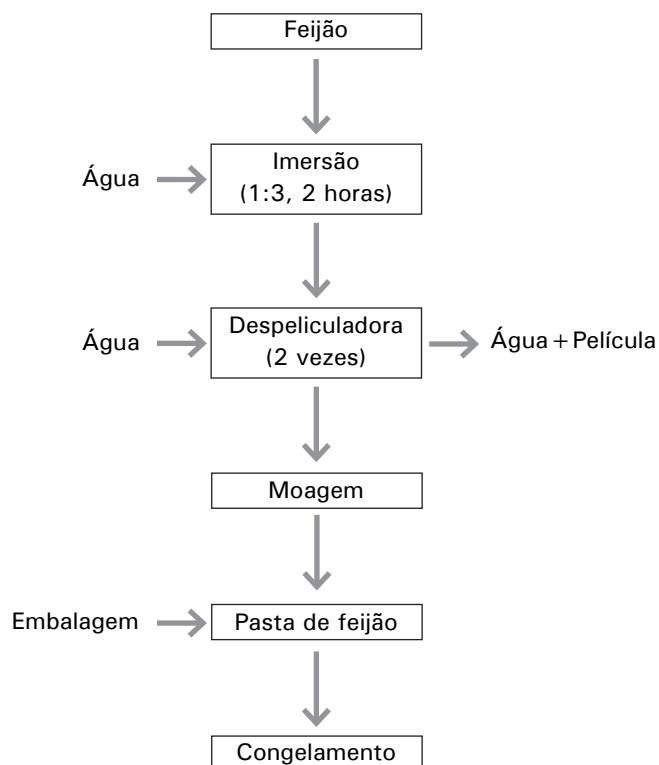 Feijão
Água
Imersão
(1:3, 2 horas)
Água
Despeliculadora
(2 vezes)
Água + Película
Moagem
Embalagem
Pasta de feijão
Congelamento